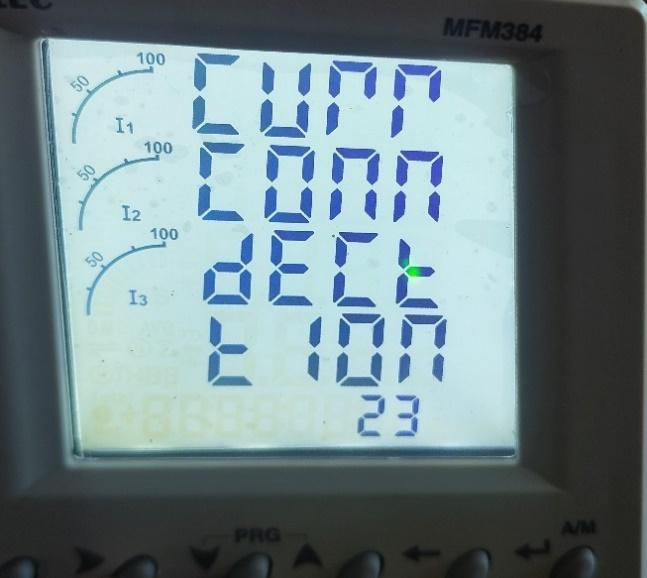 MFM384
50 100 I1 CUrr
50 100 I2 CONN
50 100 I3 dECt
tION
23
PRG
A/M